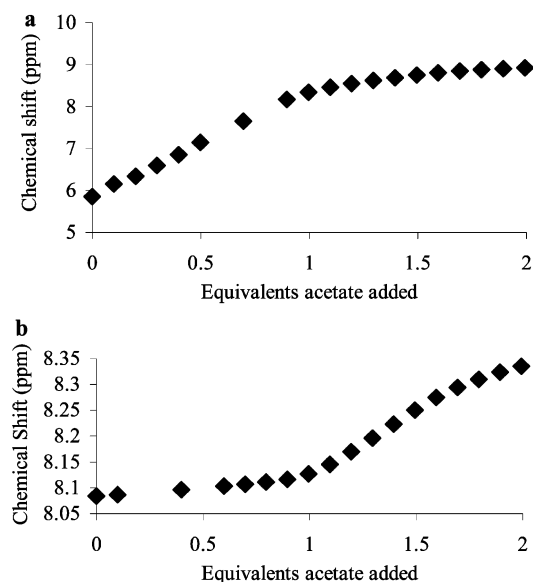 a
Chemical shift (ppm)
10
9
8
7
6
5
0 0.5 1 1.5 2
Equivalents acetate added
b
Chemical Shift (ppm)
8.35
8.3
8.25
8.2
8.15
8.1
8.05
0 0.5 1 1.5 2
Equivalents acetate added